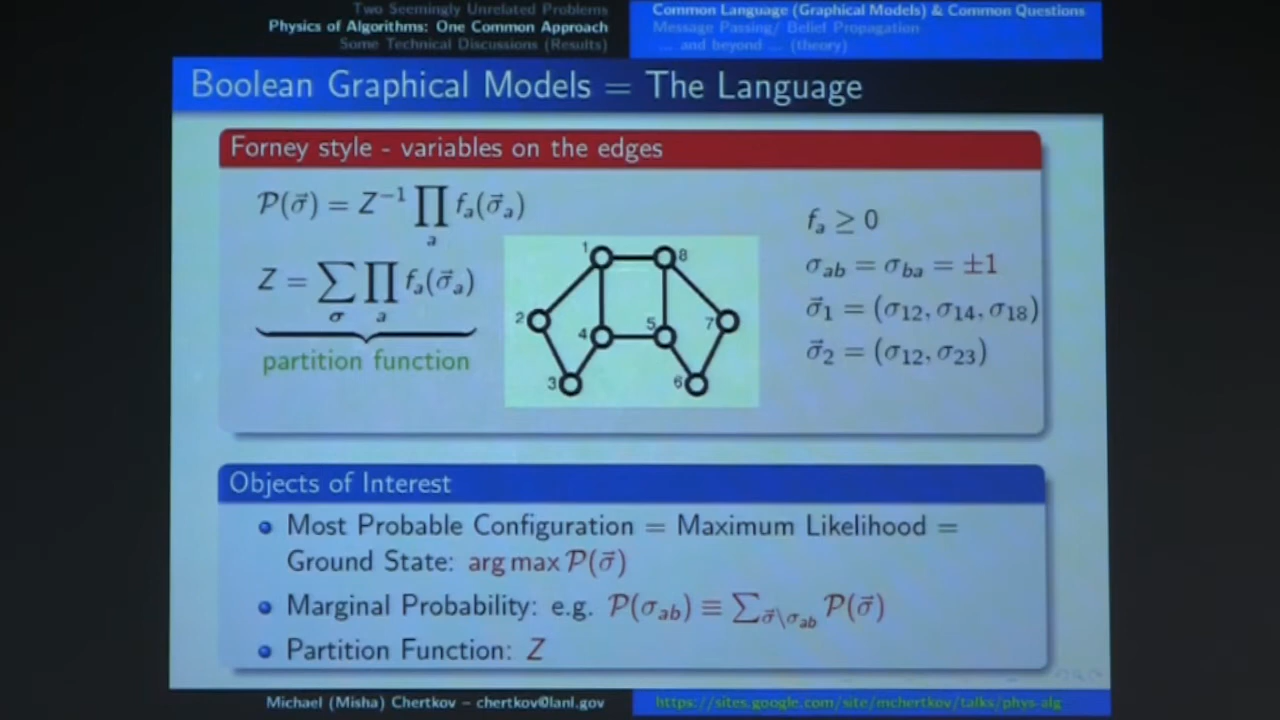 Two Seemingly Unrelated Problems
Physics of Algorithms: One Common Approach
Some Technical Discussions (Results)
Common Language (Graphical Models) & Common Questions
Message Passing/ Belief Propagation
... and beyond ... (theory)
Boolean Graphical Models = The Language
Forney style - variables on the edges
𝒫(σ⃗) = Z⁻¹ ∏ₐ fₐ(σ⃗ₐ)
Z = ∑_σ ∏ₐ fₐ(σ⃗ₐ)
partition function
1
8
2
4
5
7
3
6
fₐ ≥ 0
σ_ab = σ_ba = ±1
σ⃗₁ = (σ₁₂, σ₁₄, σ₁₈)
σ⃗₂ = (σ₁₂, σ₂₃)
Objects of Interest
Most Probable Configuration = Maximum Likelihood =
Ground State: arg max 𝒫(σ⃗)
Marginal Probability: e.g. 𝒫(σ_ab) ≡ ∑_{σ⃗\σ_ab} 𝒫(σ⃗)
Partition Function: Z
Michael (Misha) Chertkov – chertkov@lanl.gov
https://sites.google.com/site/mchertkov/talks/phys-alg